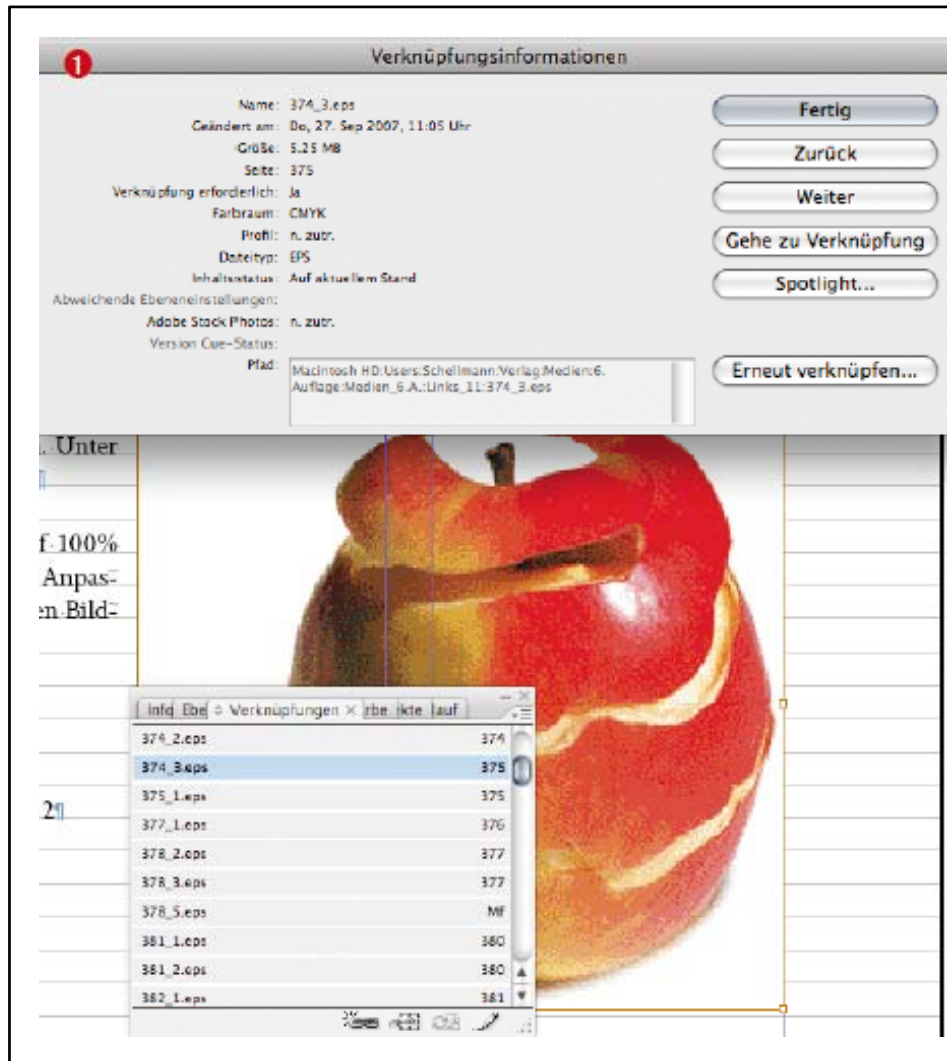 1
Verknüpfungsinformationen
Name: 374_3.eps
Geändert am: Do, 27. Sep 2007, 11:05 Uhr
Größe: 5.25 MB
Seite: 375
Verknüpfung erforderlich: Ja
Farbraum: CMYK
Profil: n. zutr.
Dateityp: EPS
Inhaltsstatus: Auf aktuellem Stand
Abweichende Ebeneneinstellungen:
Adobe Stock Photos: n. zutr.
Version Cue-Status:
Pfad: Macintosh HD:Users:Schellmann:Verlag:Medien:6.
Auflage:Medien_6.A.:Links_11:374_3.eps
Fertig
Zurück
Weiter
Gehe zu Verknüpfung
Spotlight...
Erneut verknüpfen...
. Unter
f 100%
Anpas-
en Bild-
2¶
Info Ebe Verknüpfungen × rbe kte lauf
374_2.eps 374
374_3.eps 375
375_1.eps 375
377_1.eps 376
378_2.eps 377
378_3.eps 377
378_5.eps MF
381_1.eps 380
381_2.eps 380
382_1.eps 381